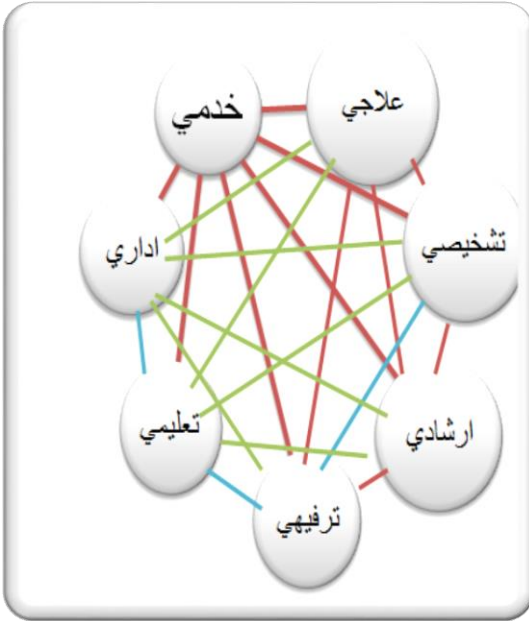 علاجي
خدمي
تشخيصي
اداري
ارشادي
تعليمي
ترفيهي